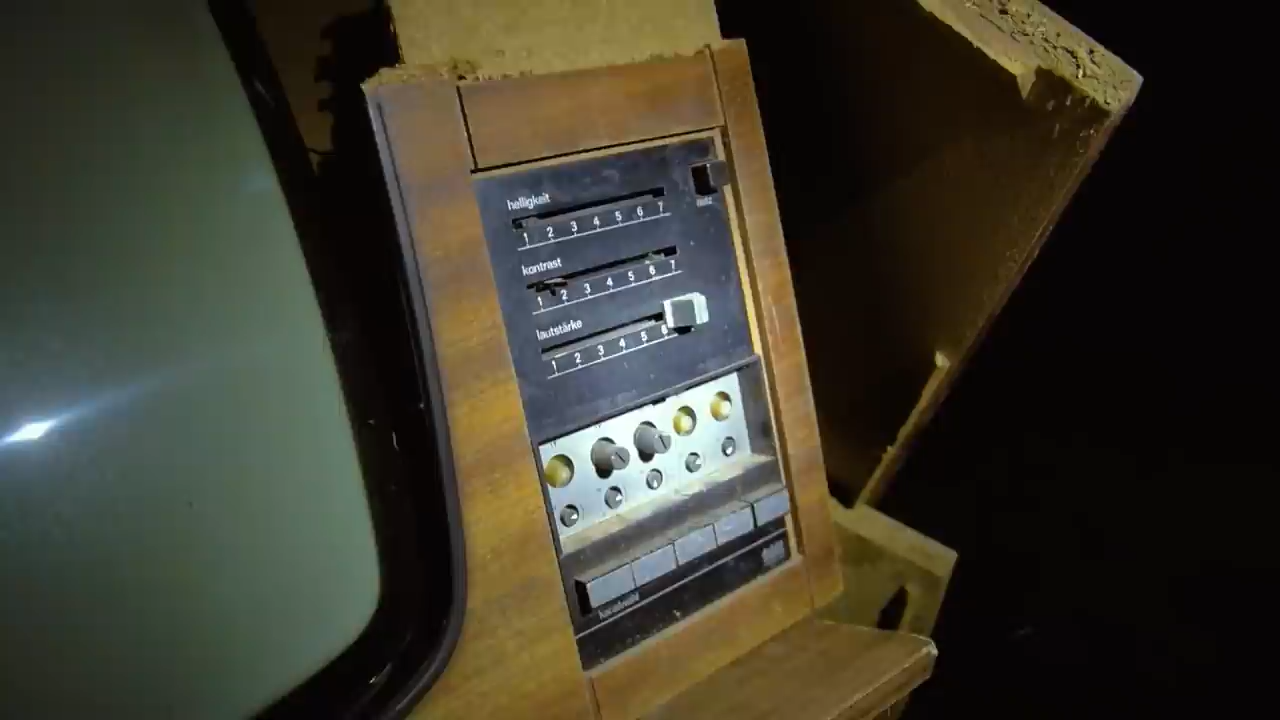 helligkeit
netz
1 2 3 4 5 6 7
kontrast
1 2 3 4 5 6 7
lautstärke
1 2 3 4 5 6